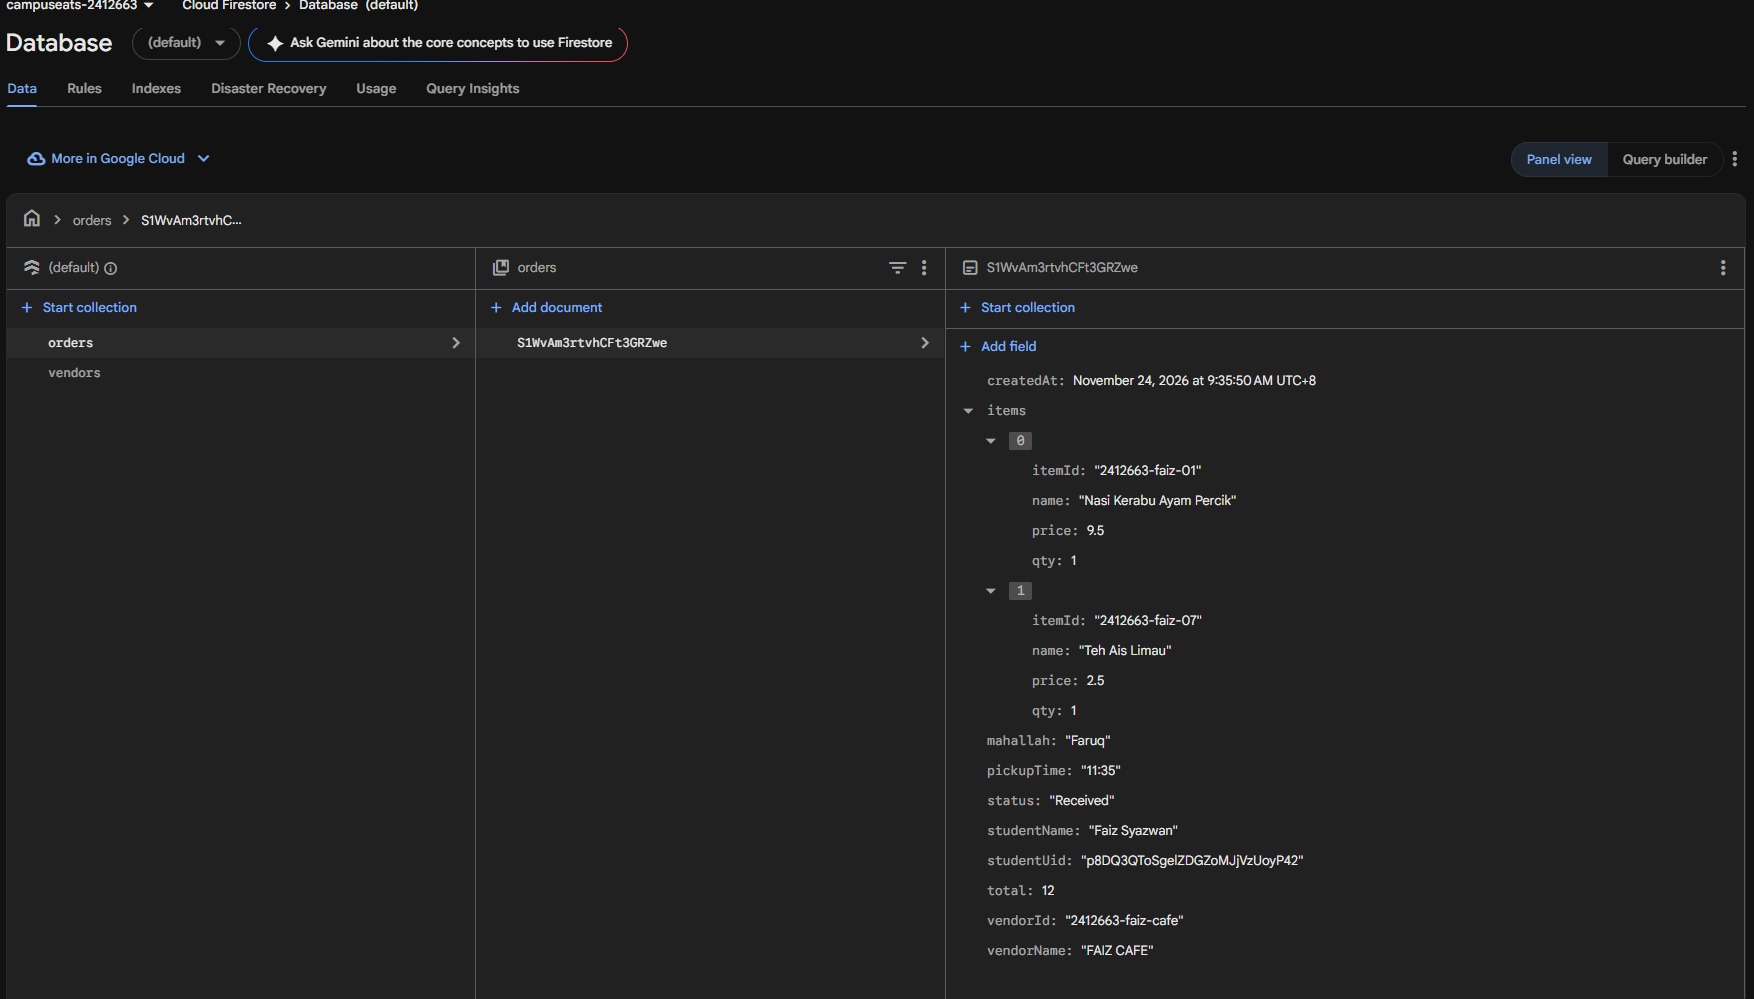 campuseats-2412663 Cloud Firestore > Database (default)
Database (default) Ask Gemini about the core concepts to use Firestore
Data Rules Indexes Disaster Recovery Usage Query Insights
More in Google Cloud Panel view Query builder
> orders > S1WvAm3rtvhC...
(default) orders S1WvAm3rtvhCFt3GRZwe
+ Start collection + Add document + Start collection
orders S1WvAm3rtvhCFt3GRZwe + Add field
vendors
createdAt: November 24, 2026 at 9:35:50 AM UTC+8
items
0
itemId: "2412663-faiz-01"
name: "Nasi Kerabu Ayam Percik"
price: 9.5
qty: 1
1
itemId: "2412663-faiz-07"
name: "Teh Ais Limau"
price: 2.5
qty: 1
mahallah: "Faruq"
pickupTime: "11:35"
status: "Received"
studentName: "Faiz Syazwan"
studentUid: "p8DQ3QToSgelZDGZoMJjVzUoyP42"
total: 12
vendorId: "2412663-faiz-cafe"
vendorName: "FAIZ CAFE"